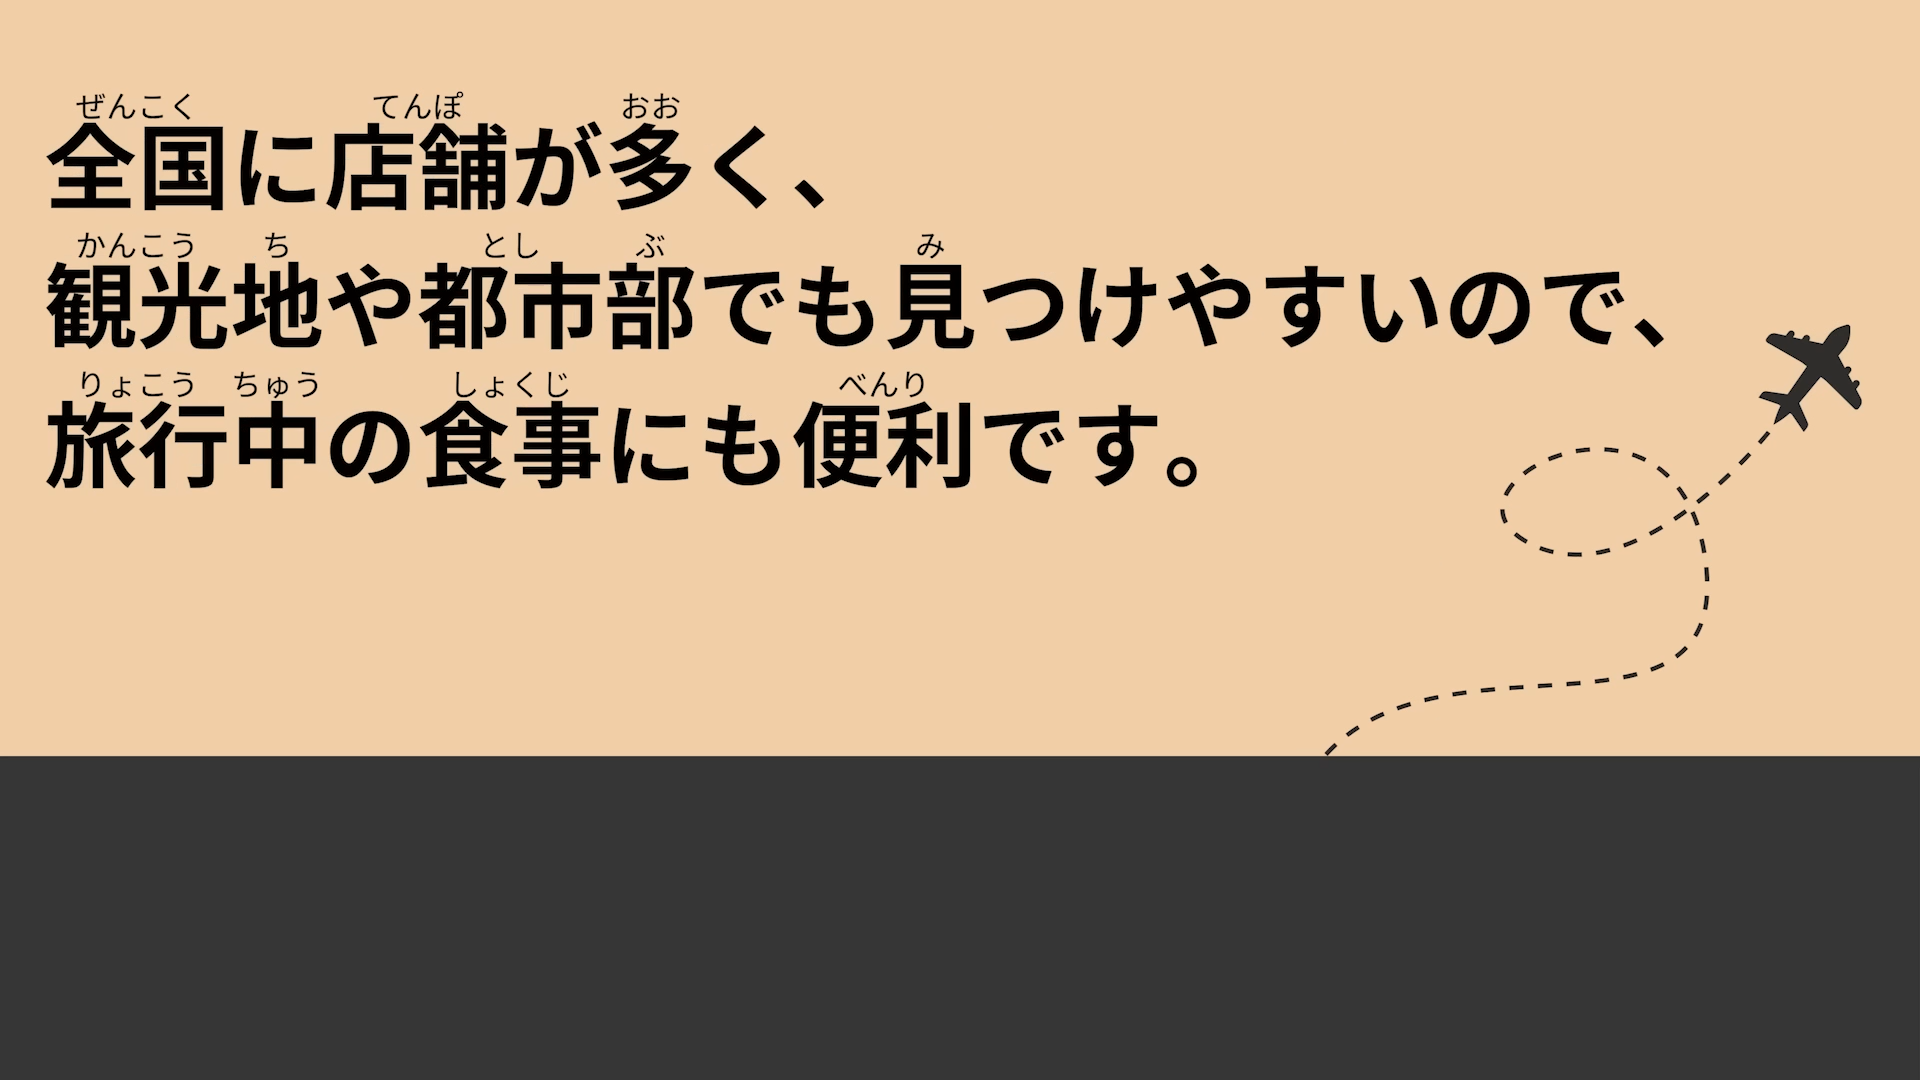 ぜんこく てんぽ おお
全国に店舗が多く、
かんこう ち とし ぶ み
観光地や都市部でも見つけやすいので、
りょこう ちゅう しょくじ べんり
旅行中の食事にも便利です。